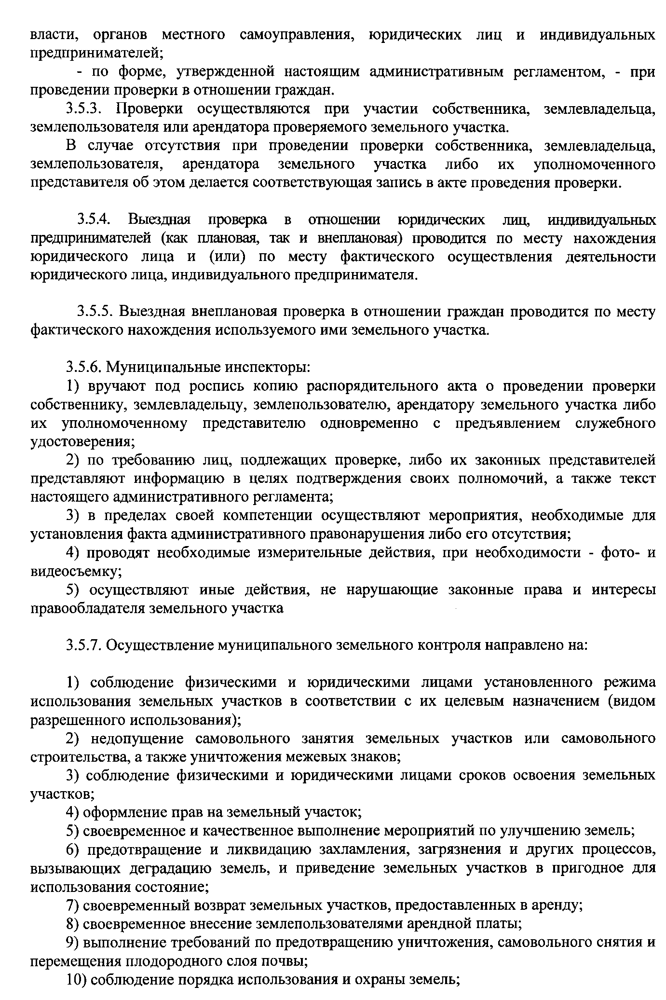 власти, органов местного самоуправления, юридических лиц и индивидуальных
предпринимателей;
- по форме, утвержденной настоящим административным регламентом, - при
проведении проверки в отношении граждан.
3.5.3. Проверки осуществляются при участии собственника, землевладельца,
землепользователя или арендатора проверяемого земельного участка.
В случае отсутствия при проведении проверки собственника, землевладельца,
землепользователя, арендатора земельного участка либо их уполномоченного
представителя об этом делается соответствующая запись в акте проведения проверки.
3.5.4. Выездная проверка в отношении юридических лиц, индивидуальных
предпринимателей (как плановая, так и внеплановая) проводится по месту нахождения
юридического лица и (или) по месту фактического осуществления деятельности
юридического лица, индивидуального предпринимателя.
3.5.5. Выездная внеплановая проверка в отношении граждан проводится по месту
фактического нахождения используемого ими земельного участка.
3.5.6. Муниципальные инспекторы:
1) вручают под роспись копию распорядительного акта о проведении проверки
собственнику, землевладельцу, землепользователю, арендатору земельного участка либо
их уполномоченному представителю одновременно с предъявлением служебного
удостоверения;
2) по требованию лиц, подлежащих проверке, либо их законных представителей
представляют информацию в целях подтверждения своих полномочий, а также текст
настоящего административного регламента;
3) в пределах своей компетенции осуществляют мероприятия, необходимые для
установления факта административного правонарушения либо его отсутствия;
4) проводят необходимые измерительные действия, при необходимости - фото- и
видеосъемку;
5) осуществляют иные действия, не нарушающие законные права и интересы
правообладателя земельного участка
3.5.7. Осуществление муниципального земельного контроля направлено на:
1) соблюдение физическими и юридическими лицами установленного режима
использования земельных участков в соответствии с их целевым назначением (видом
разрешенного использования);
2) недопущение самовольного занятия земельных участков или самовольного
строительства, а также уничтожения межевых знаков;
3) соблюдение физическими и юридическими лицами сроков освоения земельных
участков;
4) оформление прав на земельный участок;
5) своевременное и качественное выполнение мероприятий по улучшению земель;
6) предотвращение и ликвидацию захламления, загрязнения и других процессов,
вызывающих деградацию земель, и приведение земельных участков в пригодное для
использования состояние;
7) своевременный возврат земельных участков, предоставленных в аренду;
8) своевременное внесение землепользователями арендной платы;
9) выполнение требований по предотвращению уничтожения, самовольного снятия и
перемещения плодородного слоя почвы;
10) соблюдение порядка использования и охраны земель;